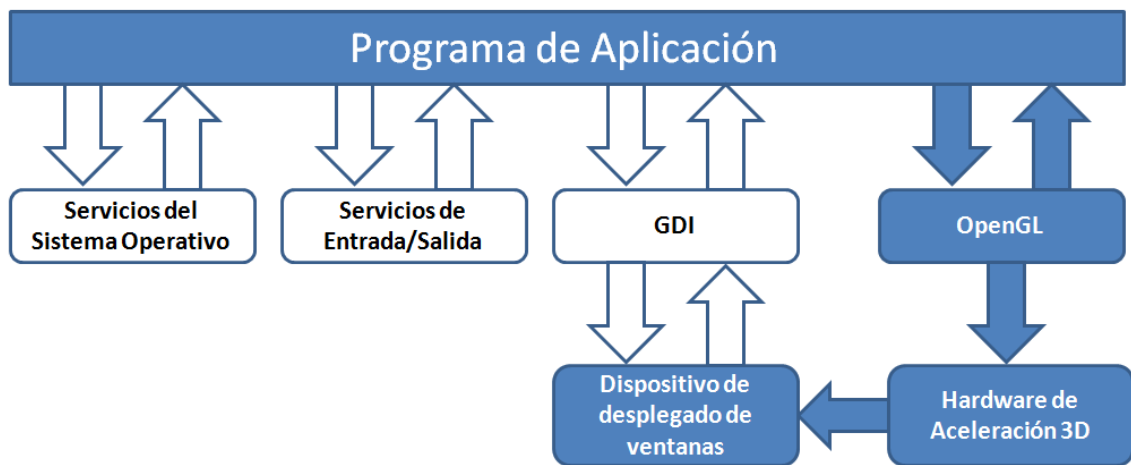 Programa de Aplicación
Servicios del
Sistema Operativo
Servicios de
Entrada/Salida
GDI
OpenGL
Dispositivo de
desplegado de
ventanas
Hardware de
Aceleración 3D